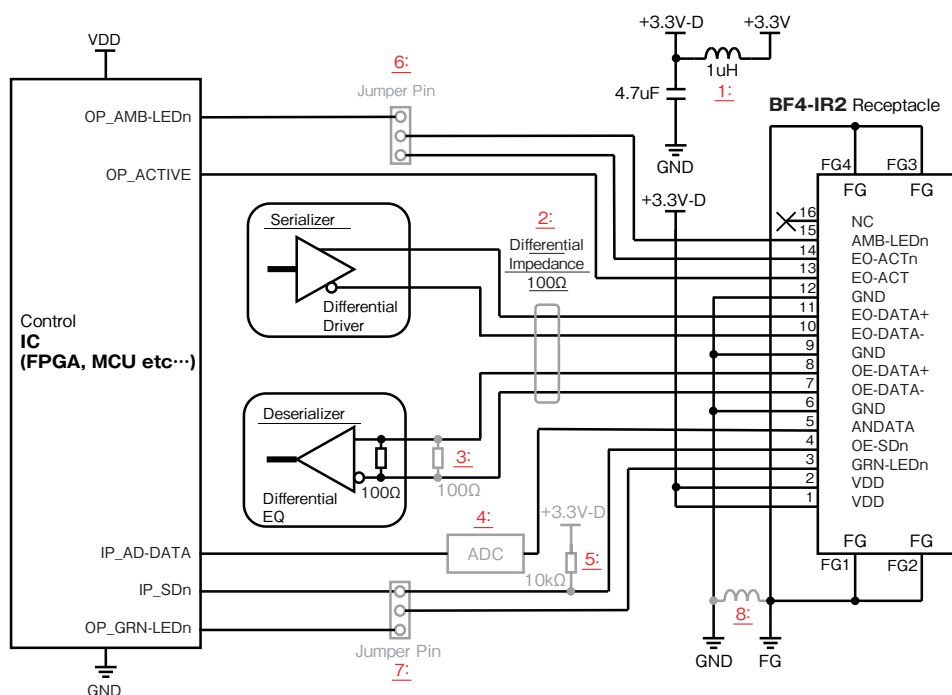 +3.3V-D
+3.3V
VDD
6:
1uH
Jumper Pin
4.7uF
1:
BF4-IR2 Receptacle
OP_AMB-LEDn
GND
FG4
FG3
OP_ACTIVE
FG
FG
+3.3V-D
Serializer
2:
16
NC
Differential
Impedance
100Ω
15
AMB-LEDn
14
EO-ACTn
13
EO-ACT
12
GND
Differential
Driver
11
EO-DATA+
Control
IC
(FPGA, MCU etc⋯)
10
EO-DATA-
9
GND
8
OE-DATA+
7
OE-DATA-
Deserializer
6
GND
5
ANDATA
4
OE-SDn
3:
3
GRN-LEDn
100Ω
100Ω
2
VDD
Differential
EQ
1
VDD
4:
+3.3V-D
IP_AD-DATA
ADC
5:
FG
FG
10kΩ
FG1
FG2
IP_SDn
8:
OP_GRN-LEDn
Jumper Pin
7:
GND
FG
GND